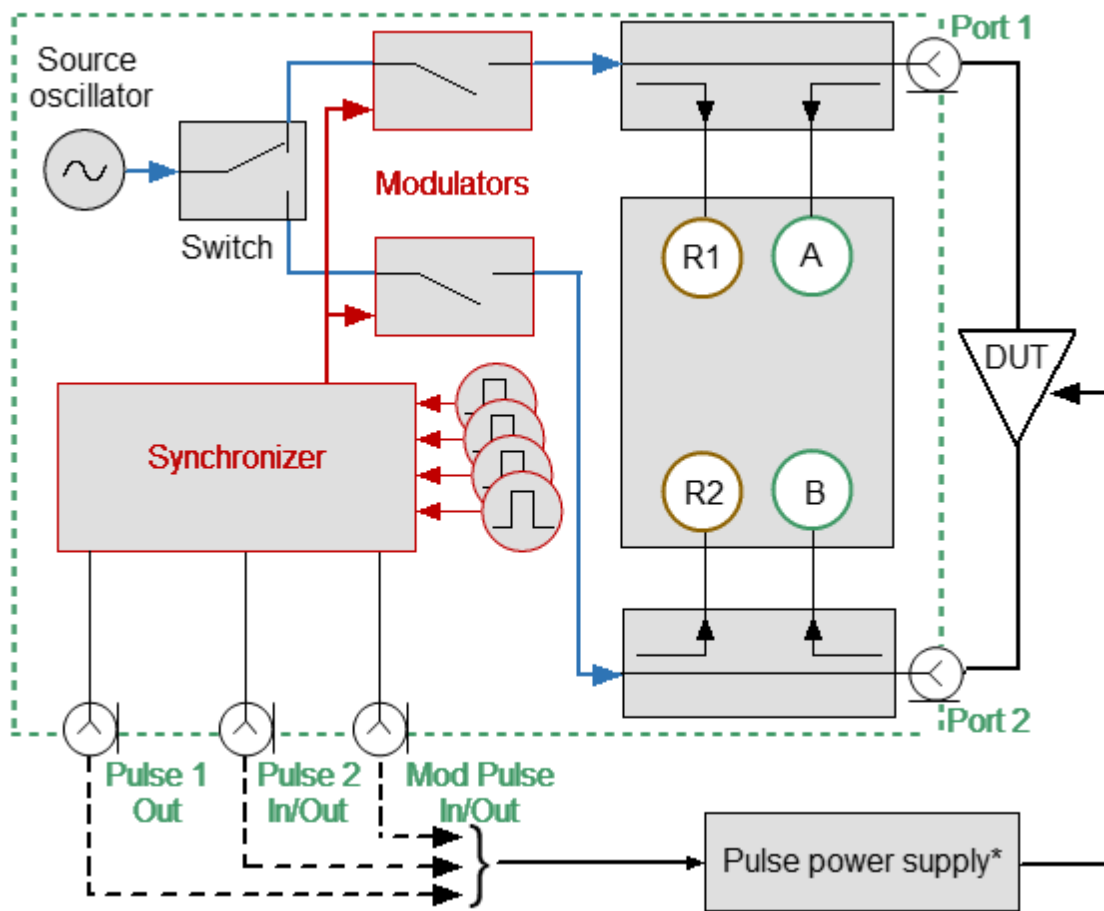 Port 1
Source
oscillator
Modulators
Switch
R1
A
DUT
Synchronizer
R2
B
Port 2
Pulse 1
Out
Pulse 2
In/Out
Mod Pulse
In/Out
Pulse power supply*